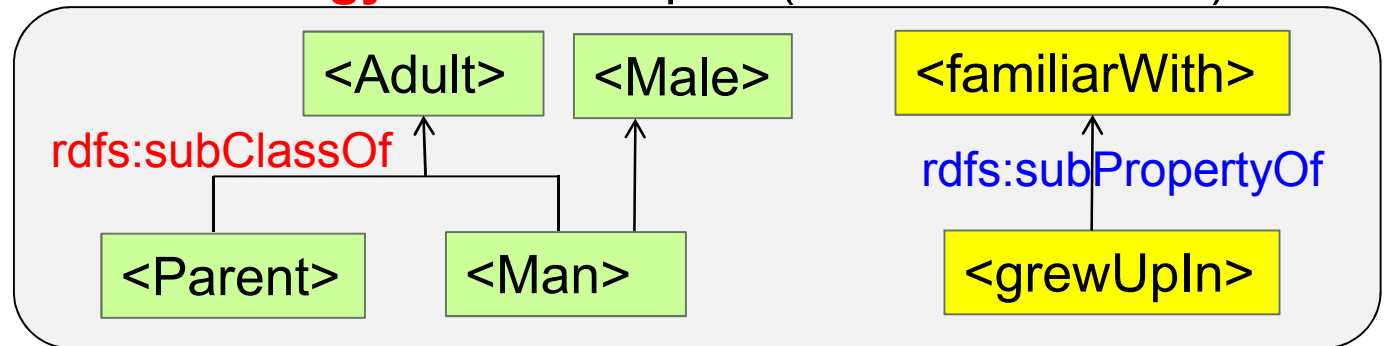 <Adult> <Male> <familiarWith>
rdfs:subClassOf rdfs:subPropertyOf
<Parent> <Man> <grewUpIn>